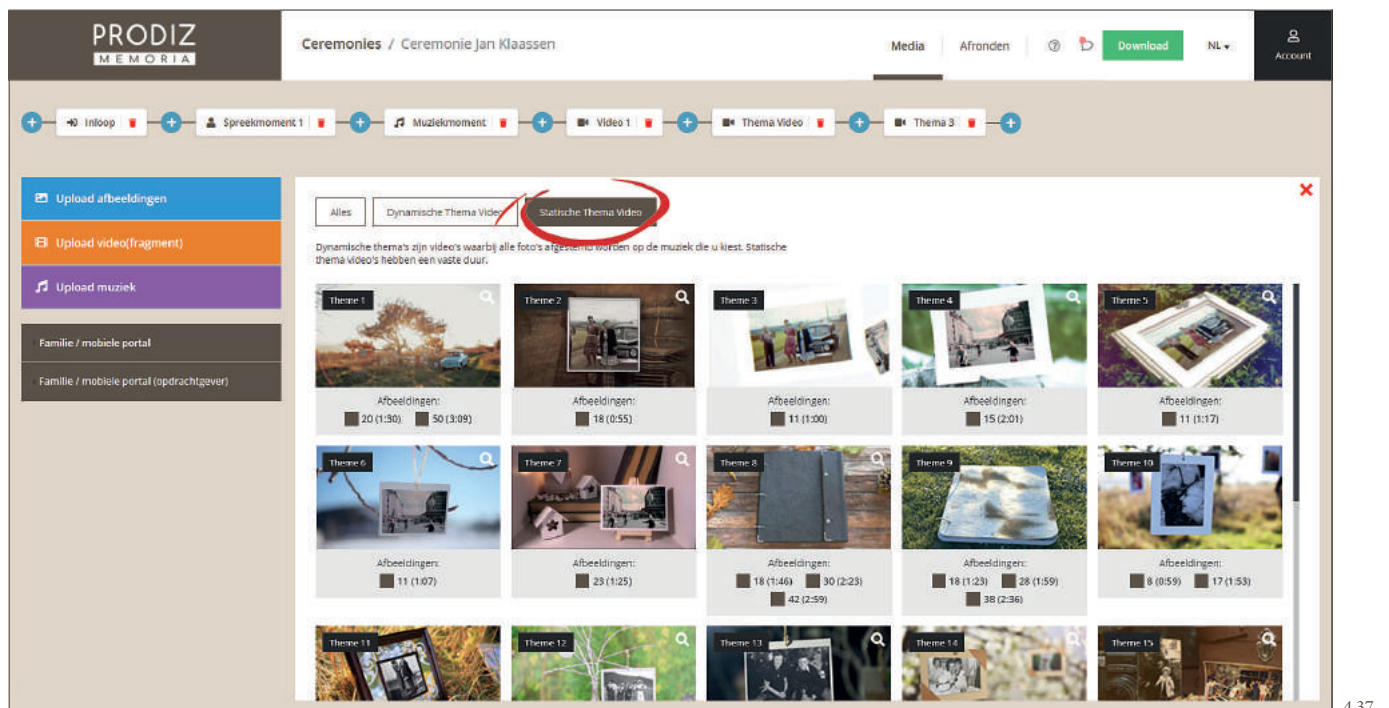 PRODIZ
MEMORIA
Ceremonies / Ceremonie Jan Klaassen
Media Afronden Download NL Account
Inloop Spreekmoment 1 Muziekmoment Video 1 Thema Video Thema 3
Upload afbeeldingen
Upload video(fragment)
Upload muziek
Familie / mobiele portal
Familie / mobiele portal (opdrachtgever)
Alles Dynamische Thema Video Statische Thema Video
Dynamische thema's zijn video's waarbij alle foto's afgestemd worden op de muziek die u kiest. Statische
thema video's hebben een vaste duur.
Theme 1 Theme 2 Theme 3 Theme 4 Theme 5
Afbeeldingen: Afbeeldingen: Afbeeldingen: Afbeeldingen: Afbeeldingen:
20 (1:30) 50 (3:09) 18 (0:55) 11 (1:00) 15 (2:01) 11 (1:17)
Theme 6 Theme 7 Theme 8 Theme 9 Theme 10
Afbeeldingen: Afbeeldingen: Afbeeldingen: Afbeeldingen: Afbeeldingen:
11 (1:07) 23 (1:25) 18 (1:46) 30 (2:23) 18 (1:23) 28 (1:59) 8 (0:59) 17 (1:53)
42 (2:59) 38 (2:36)
Theme 11 Theme 12 Theme 13 Theme 14 Theme 15